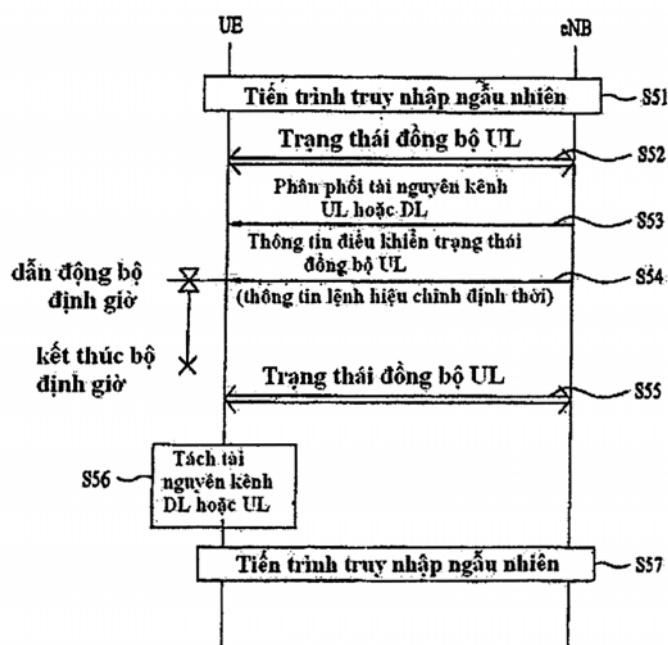 UE
eNB
Tiến trình truy nhập ngẫu nhiên
S51
Trạng thái đồng bộ UL
S52
Phân phối tài nguyên kênh
UL hoặc DL
S53
Thông tin điều khiển trạng thái
đồng bộ UL
S54
dẫn động bộ
định giờ
(thông tin lệnh hiệu chỉnh định thời)
kết thúc bộ
định giờ
Trạng thái đồng bộ UL
S55
S56
Tách tài
nguyên kênh
DL hoặc UL
Tiến trình truy nhập ngẫu nhiên
S57